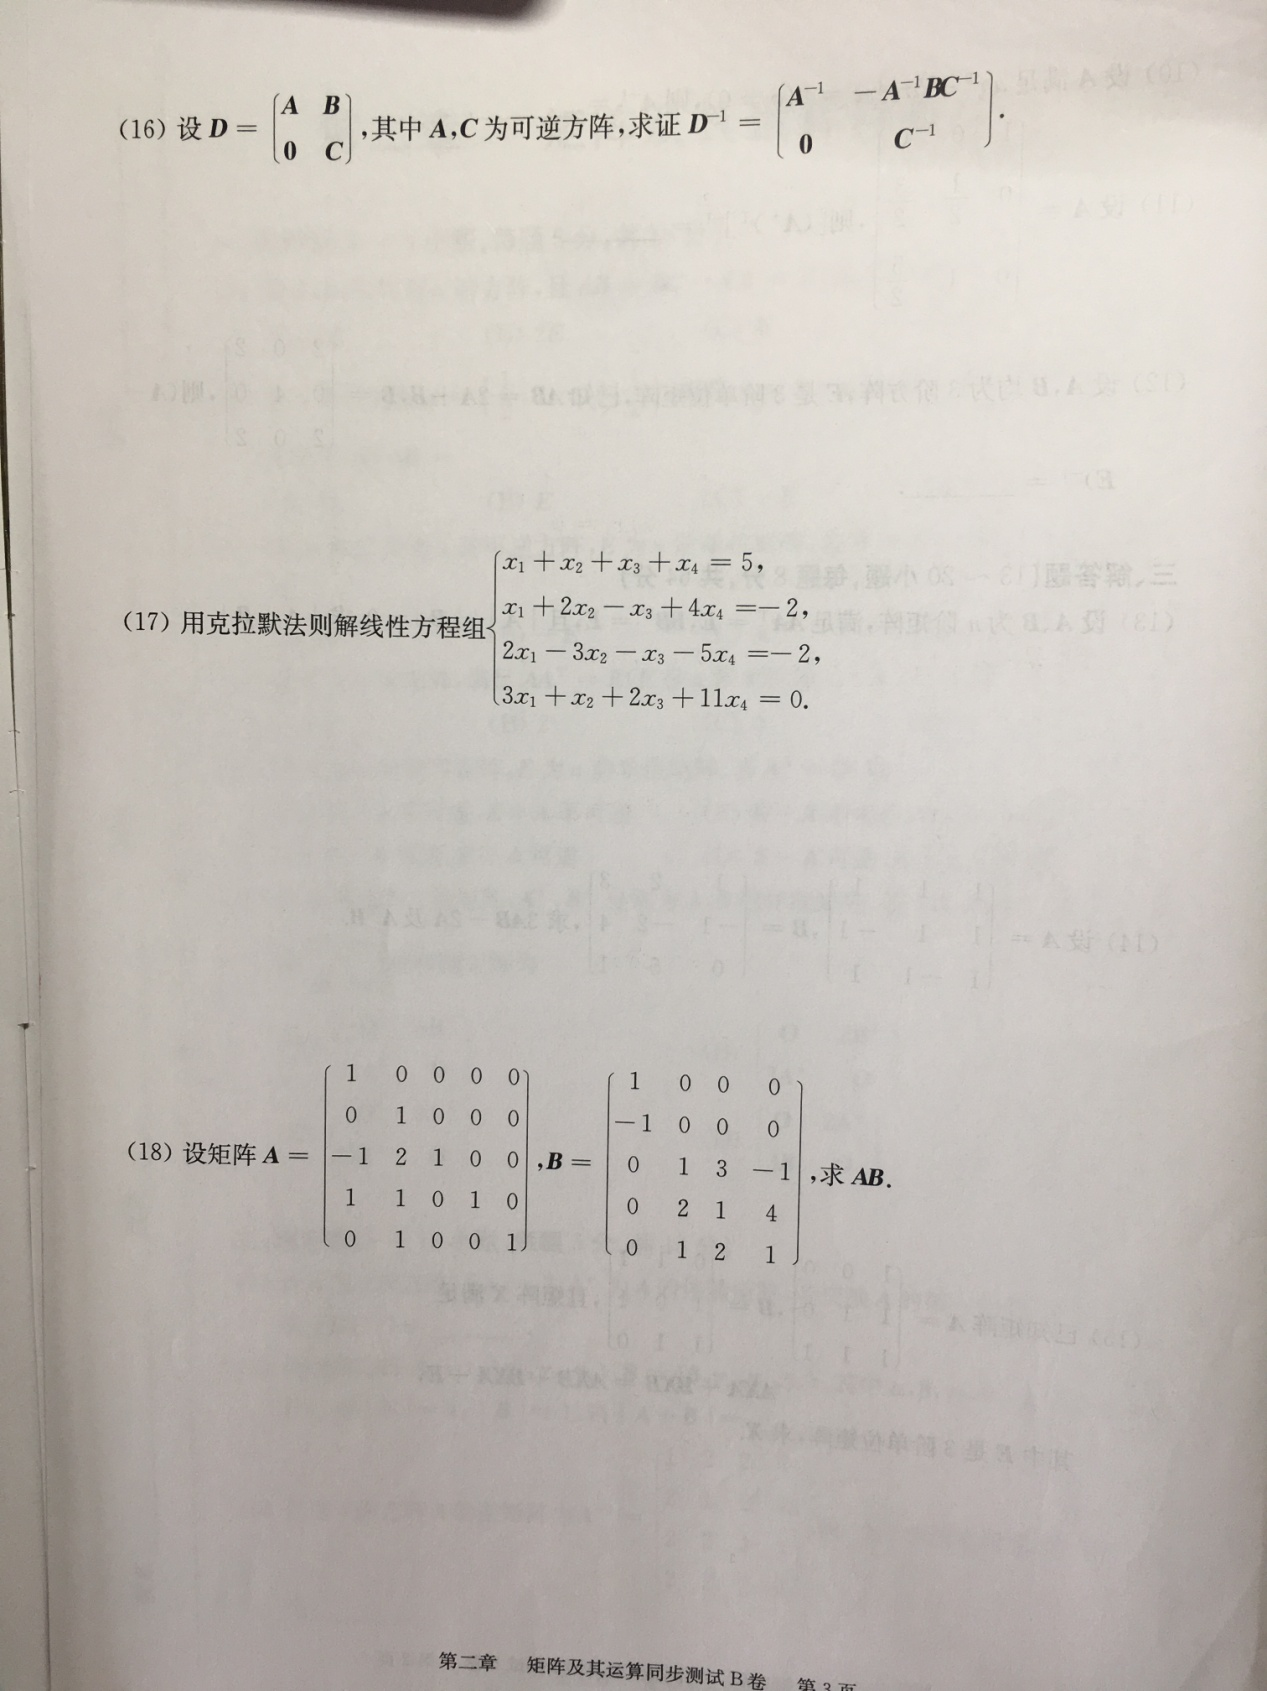 (16) 设 D = (A B 0 C), 其中 A,C 为可逆方阵,求证 D⁻¹ = (A⁻¹ −A⁻¹BC⁻¹ 0 C⁻¹).
(17) 用克拉默法则解线性方程组
x₁ + x₂ + x₃ + x₄ = 5,
x₁ + 2x₂ − x₃ + 4x₄ = − 2,
2x₁ − 3x₂ − x₃ − 5x₄ = − 2,
3x₁ + x₂ + 2x₃ + 11x₄ = 0.
(18) 设矩阵 A =
1 0 0 0 0
0 1 0 0 0
−1 2 1 0 0
1 1 0 1 0
0 1 0 0 1
, B =
1 0 0 0
−1 0 0 0
0 1 3 −1
0 2 1 4
0 1 2 1
,求 AB.
第二章 矩阵及其运算同步测试 B 卷 第 3 页